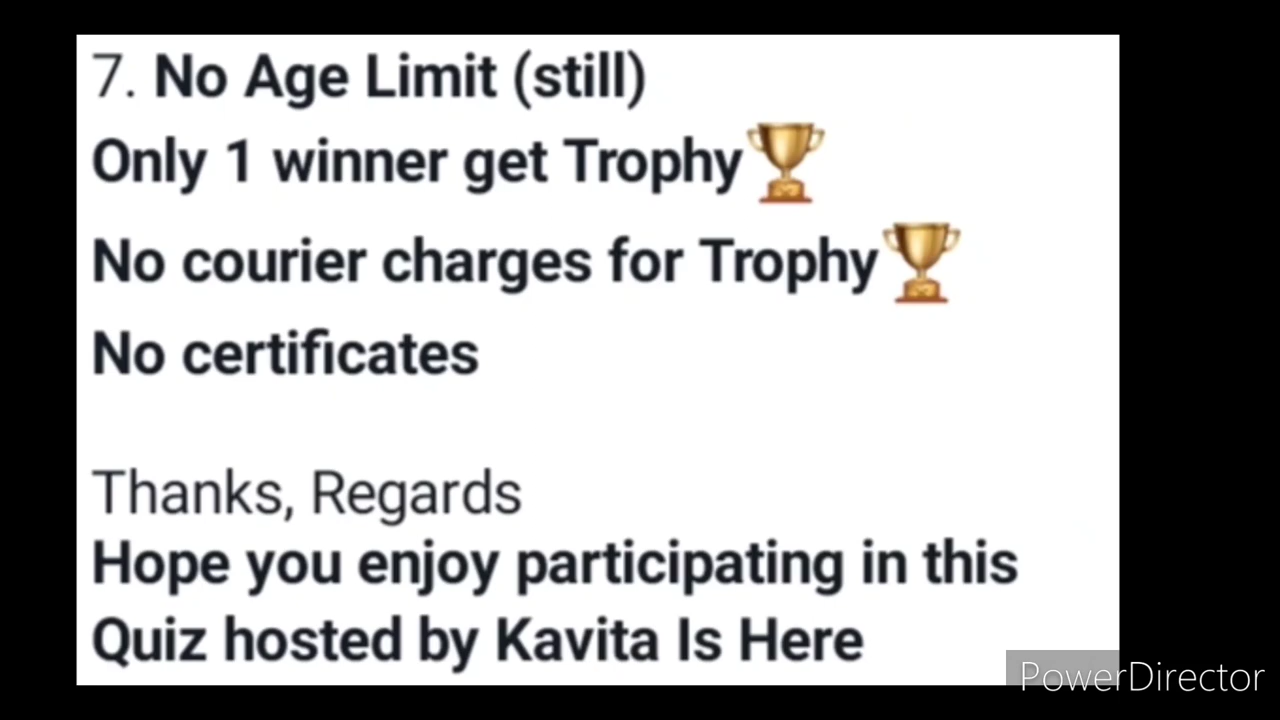 7. No Age Limit (still)
Only 1 winner get Trophy🏆
No courier charges for Trophy🏆
No certificates
Thanks, Regards
Hope you enjoy participating in this
Quiz hosted by Kavita Is Here
PowerDirector